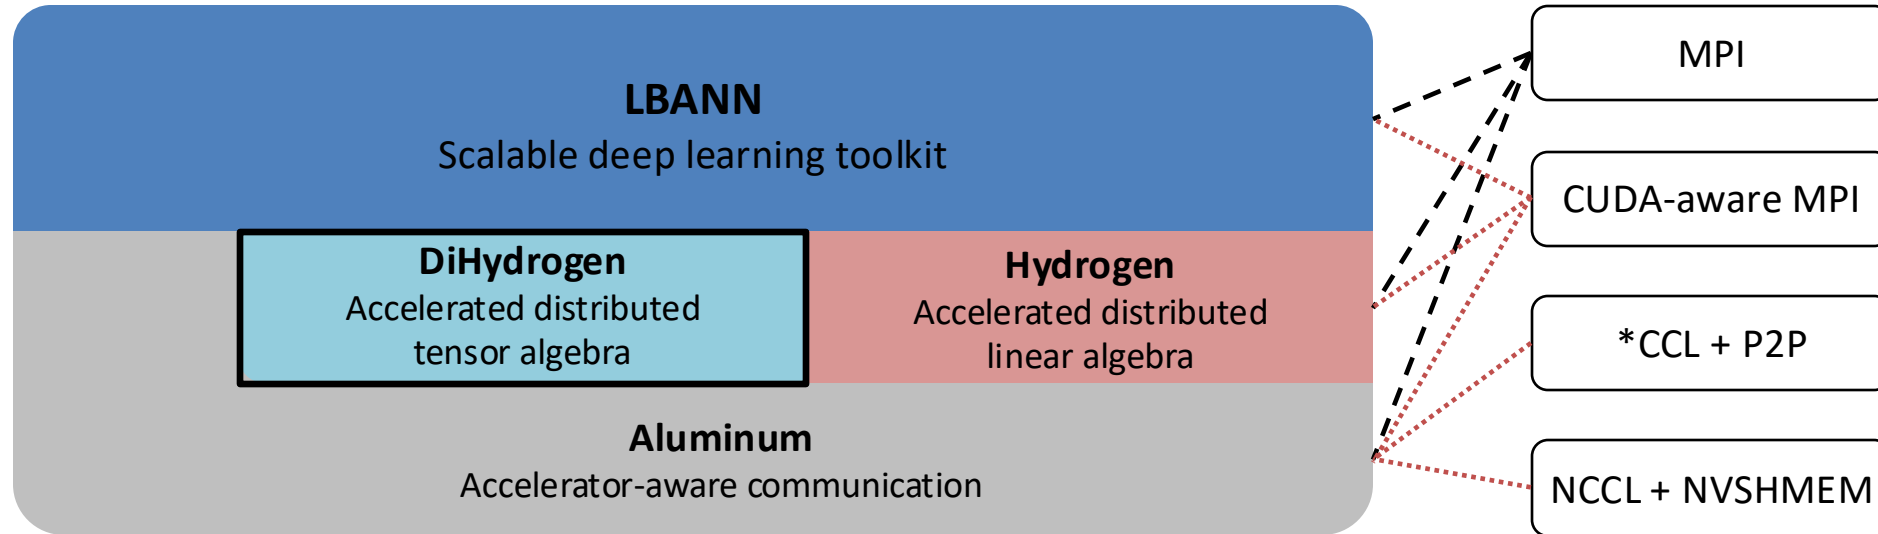 LBANN
Scalable deep learning toolkit
DiHydrogen
Accelerated distributed
tensor algebra
Hydrogen
Accelerated distributed
linear algebra
Aluminum
Accelerator-aware communication
MPI
CUDA-aware MPI
*CCL + P2P
NCCL + NVSHMEM